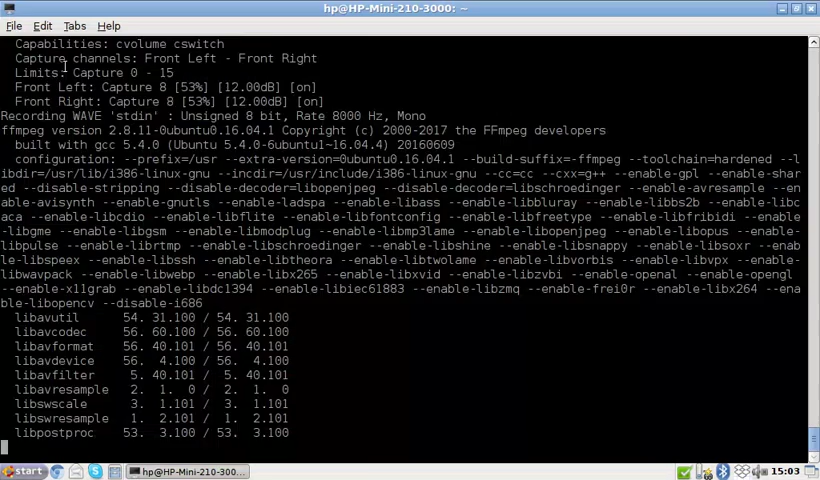 hp@HP-Mini-210-3000: ~
File Edit Tabs Help
Capabilities: cvolume cswitch
Capture channels: Front Left - Front Right
Limits: Capture 0 - 15
Front Left: Capture 8 [53%] [12.00dB] [on]
Front Right: Capture 8 [53%] [12.00dB] [on]
Recording WAVE 'stdin' : Unsigned 8 bit, Rate 8000 Hz, Mono
ffmpeg version 2.8.11-0ubuntu0.16.04.1 Copyright (c) 2000-2017 the FFmpeg developers
built with gcc 5.4.0 (Ubuntu 5.4.0-6ubuntu1~16.04.4) 20160609
configuration: --prefix=/usr --extra-version=0ubuntu0.16.04.1 --build-suffix=-ffmpeg --toolchain=hardened --l
ibdir=/usr/lib/i386-linux-gnu --incdir=/usr/include/i386-linux-gnu --cc=cc --cxx=g++ --enable-gpl --enable-shar
ed --disable-stripping --disable-decoder=libopenjpeg --disable-decoder=libschroedinger --enable-avresample --en
able-avisynth --enable-gnutls --enable-ladspa --enable-libass --enable-libbluray --enable-libbs2b --enable-libc
aca --enable-libcdio --enable-libflite --enable-libfontconfig --enable-libfreetype --enable-libfribidi --enable
-libgme --enable-libgsm --enable-libmodplug --enable-libmp3lame --enable-libopenjpeg --enable-libopus --enable-
libpulse --enable-librtmp --enable-libschroedinger --enable-libshine --enable-libsnappy --enable-libsoxr --enab
le-libspeex --enable-libssh --enable-libtheora --enable-libtwolame --enable-libvorbis --enable-libvpx --enable-
libwavpack --enable-libwebp --enable-libx265 --enable-libxvid --enable-libzvbi --enable-openal --enable-opengl
--enable-x11grab --enable-libdc1394 --enable-libiec61883 --enable-libzmq --enable-frei0r --enable-libx264 --ena
ble-libopencv --disable-i686
libavutil 54. 31.100 / 54. 31.100
libavcodec 56. 60.100 / 56. 60.100
libavformat 56. 40.101 / 56. 40.101
libavdevice 56. 4.100 / 56. 4.100
libavfilter 5. 40.101 / 5. 40.101
libavresample 2. 1. 0 / 2. 1. 0
libswscale 3. 1.101 / 3. 1.101
libswresample 1. 2.101 / 1. 2.101
libpostproc 53. 3.100 / 53. 3.100
start hp@HP-Mini-210-300... 15:03